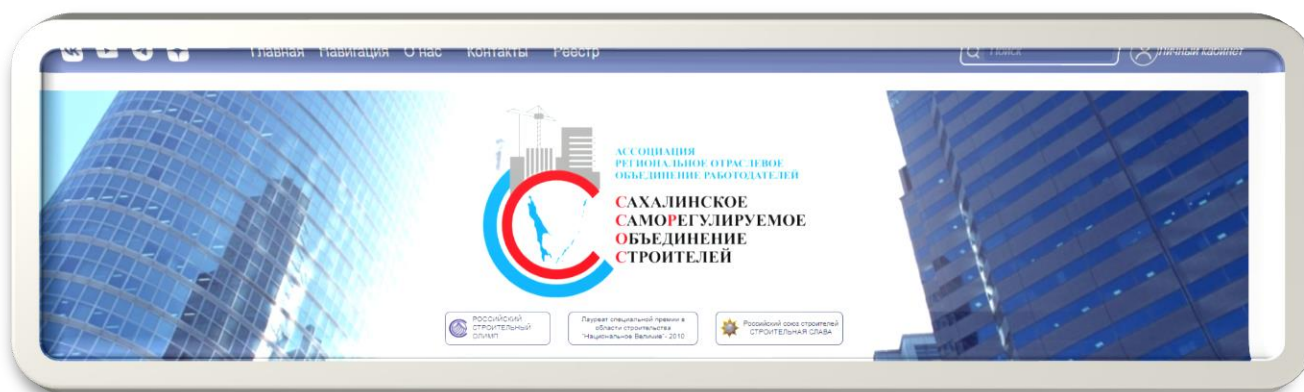 Главная Навигация О нас Контакты Реестр Поиск Личный кабинет
АССОЦИАЦИЯ
РЕГИОНАЛЬНОЕ ОТРАСЛЕВОЕ
ОБЪЕДИНЕНИЕ РАБОТОДАТЕЛЕЙ
САХАЛИНСКОЕ
САМОРЕГУЛИРУЕМОЕ
ОБЪЕДИНЕНИЕ
СТРОИТЕЛЕЙ
РОССИЙСКИЙ
СТРОИТЕЛЬНЫЙ
ОЛИМП
Лауреат специальной премии в
области строительства
"Национальное Величие" - 2010
Российский союз строителей
СТРОИТЕЛЬНАЯ СЛАВА